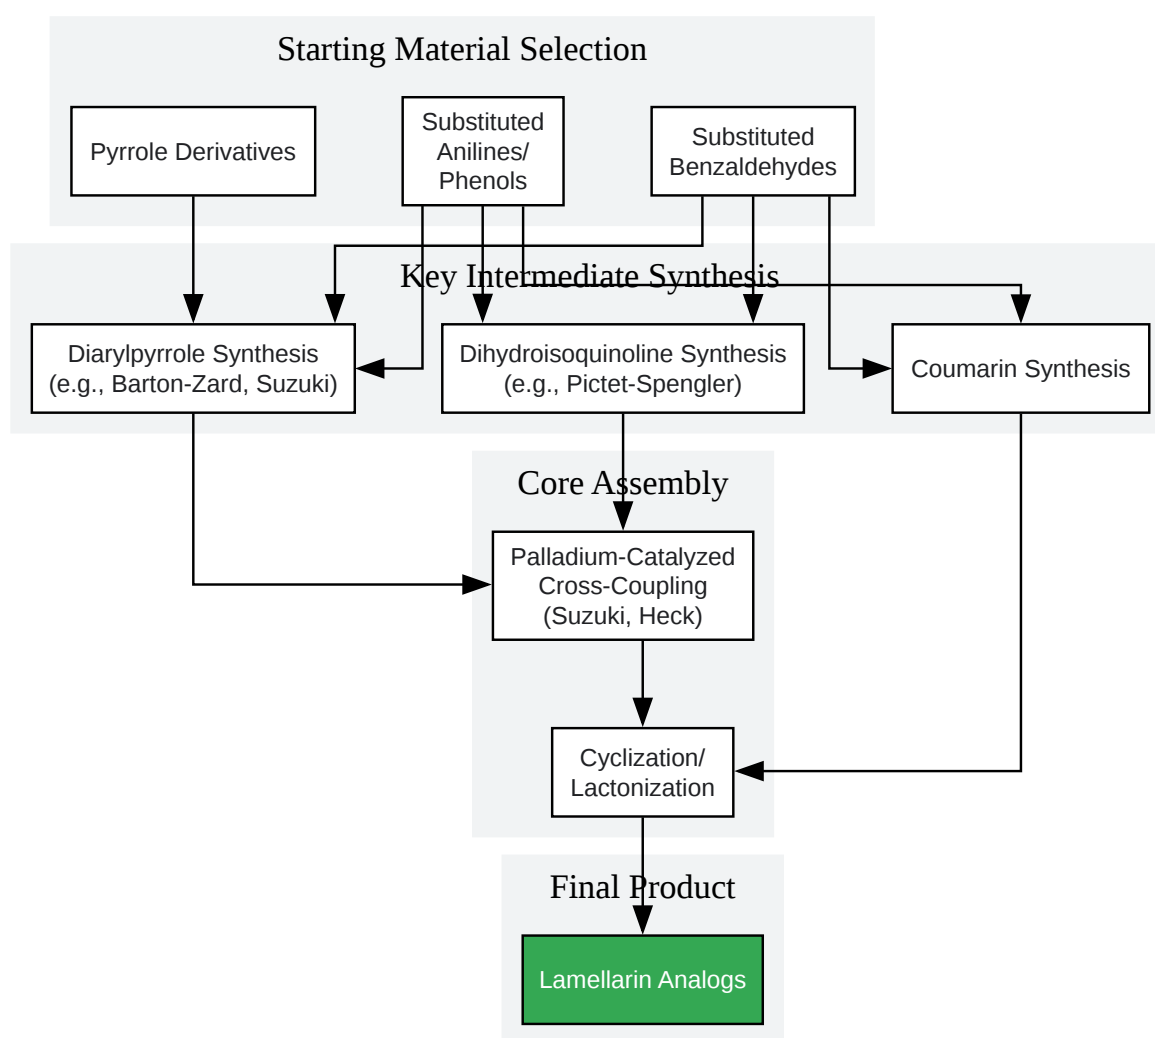 Starting Material Selection
Pyrrole Derivatives
Substituted
Anilines/
Phenols
Substituted
Benzaldehydes
Key Intermediate Synthesis
Diarylpyrrole Synthesis
(e.g., Barton-Zard, Suzuki)
Dihydroisoquinoline Synthesis
(e.g., Pictet-Spengler)
Coumarin Synthesis
Core Assembly
Palladium-Catalyzed
Cross-Coupling
(Suzuki, Heck)
Cyclization/
Lactonization
Final Product
Lamellarin Analogs